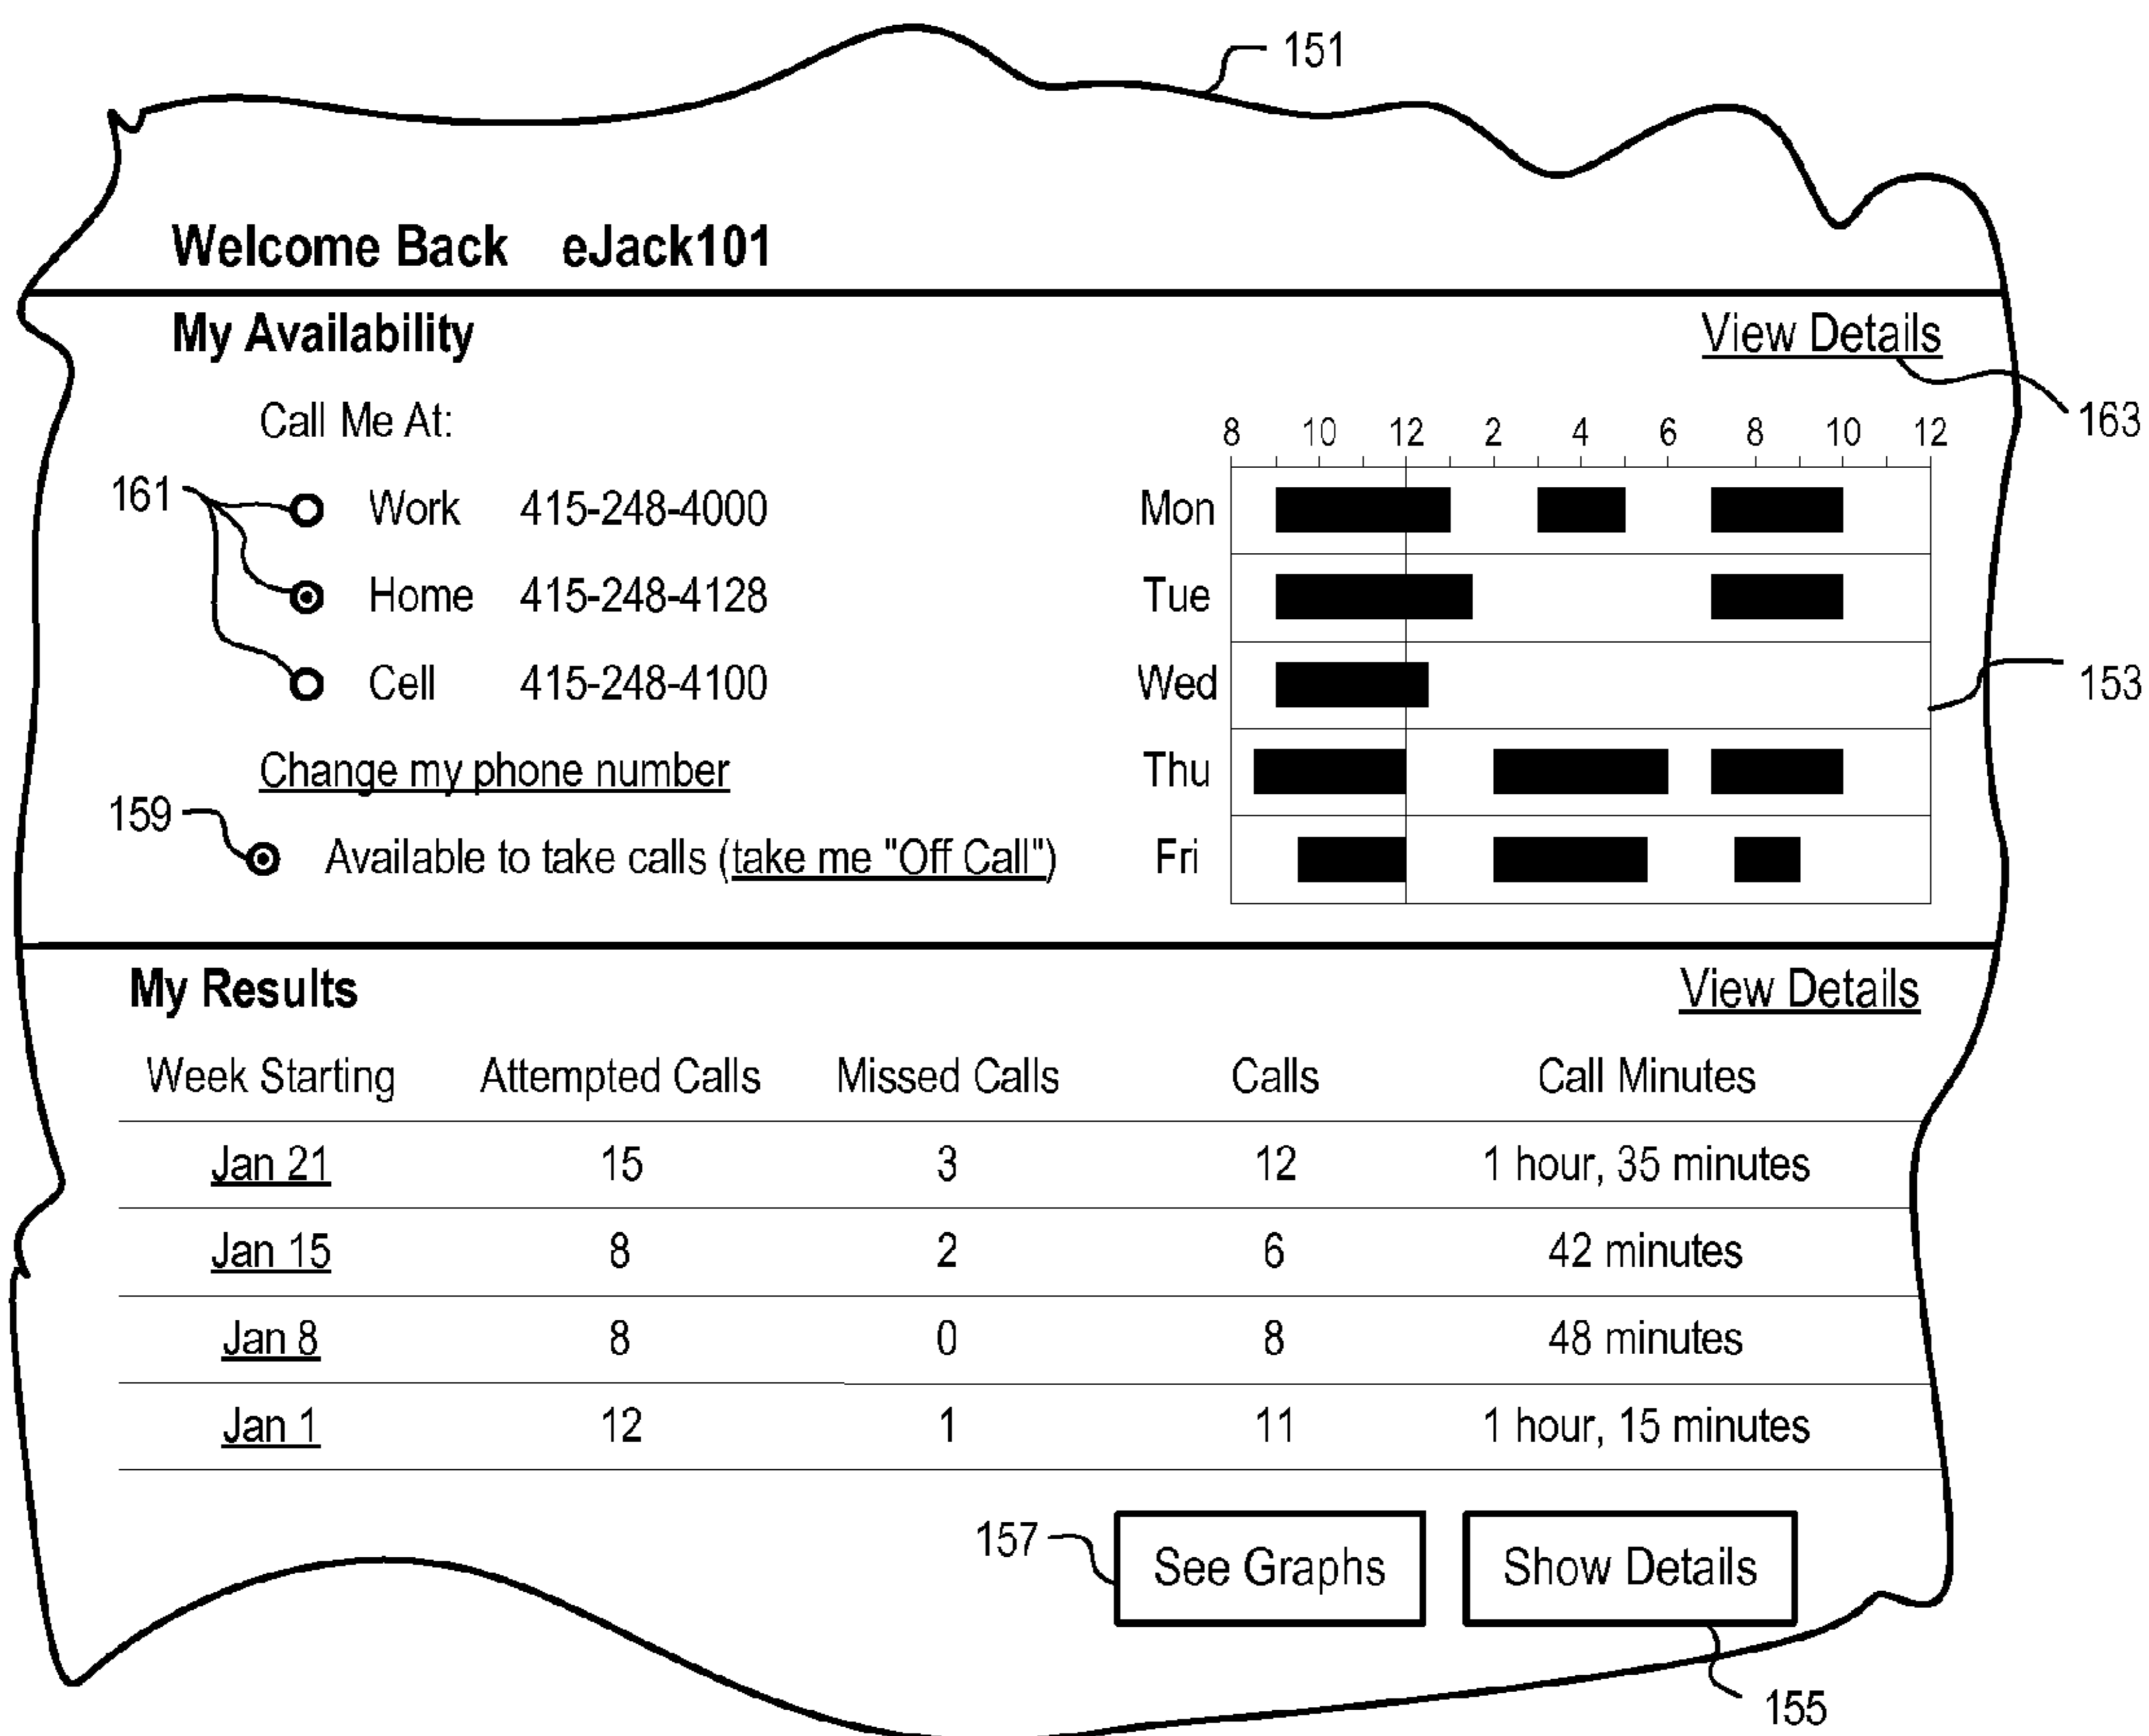 151
Welcome Back eJack101
My Availability View Details
163
Call Me At:
8 10 12 2 4 6 8 10 12
161 Work 415-248-4000 Mon
Home 415-248-4128 Tue
Cell 415-248-4100 Wed
153
Change my phone number Thu
159
Available to take calls (take me "Off Call") Fri
My Results View Details
Week Starting Attempted Calls Missed Calls Calls Call Minutes
Jan 21 15 3 12 1 hour, 35 minutes
Jan 15 8 2 6 42 minutes
Jan 8 8 0 8 48 minutes
Jan 1 12 1 11 1 hour, 15 minutes
157 See Graphs Show Details
155